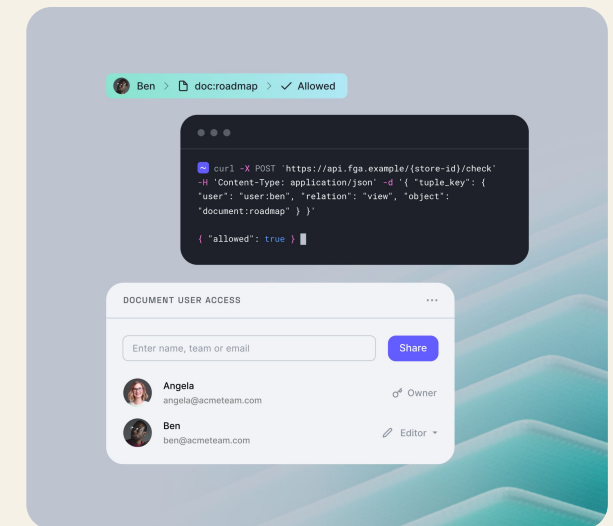 Ben > doc:roadmap > ✓ Allowed
~ curl -X POST 'https://api.fga.example/{store-id}/check'
-H 'Content-Type: application/json' -d '{ "tuple_key": {
"user": "user:ben", "relation": "view", "object":
"document:roadmap" } }'
{ "allowed": true }
DOCUMENT USER ACCESS
Enter name, team or email
Share
Angela
angela@acmeteam.com
Owner
Ben
ben@acmeteam.com
Editor